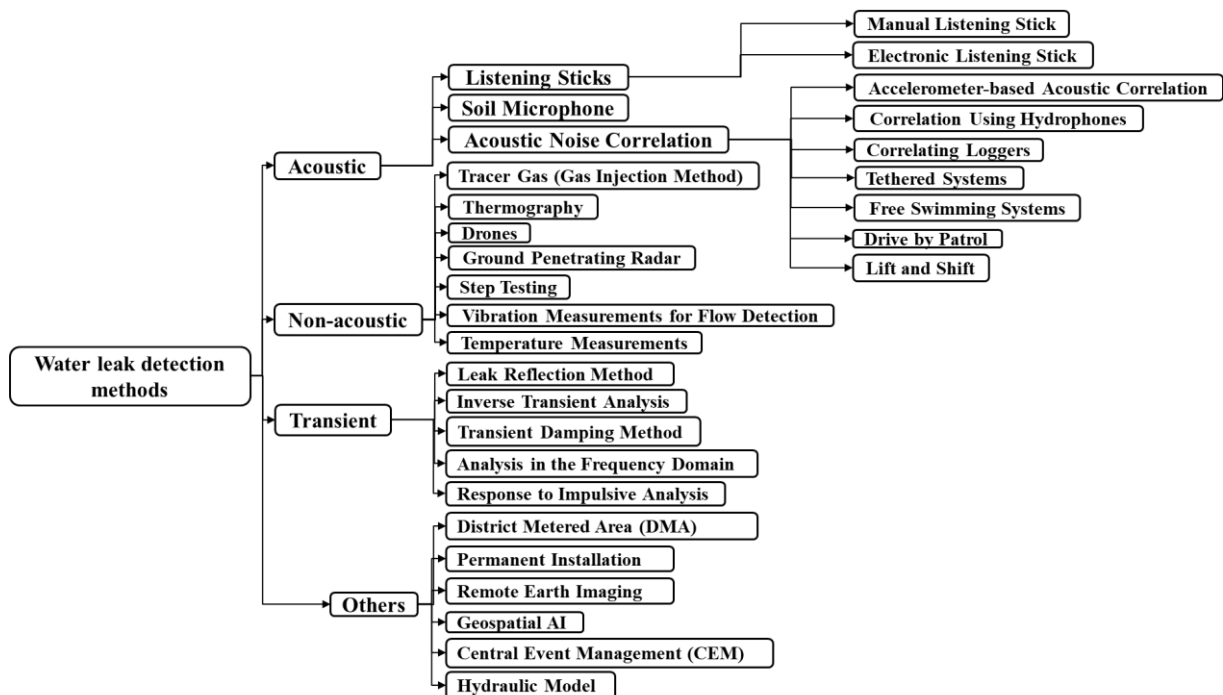 Water leak detection
methods
Acoustic
Listening Sticks
Manual Listening Stick
Electronic Listening Stick
Soil Microphone
Acoustic Noise Correlation
Accelerometer-based Acoustic Correlation
Correlation Using Hydrophones
Correlating Loggers
Tethered Systems
Free Swimming Systems
Drive by Patrol
Lift and Shift
Non-acoustic
Tracer Gas (Gas Injection Method)
Thermography
Drones
Ground Penetrating Radar
Step Testing
Vibration Measurements for Flow Detection
Temperature Measurements
Transient
Leak Reflection Method
Inverse Transient Analysis
Transient Damping Method
Analysis in the Frequency Domain
Response to Impulsive Analysis
Others
District Metered Area (DMA)
Permanent Installation
Remote Earth Imaging
Geospatial AI
Central Event Management (CEM)
Hydraulic Model